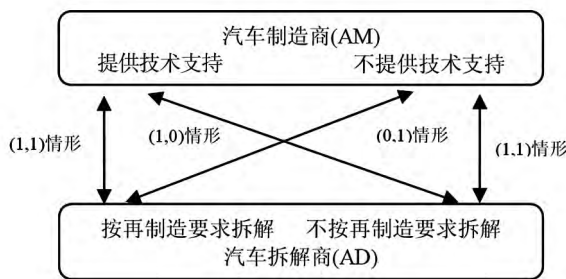 汽车制造商(AM)
提供技术支持 不提供技术支持
(1,1)情形 (1,0)情形 (0,1)情形 (1,1)情形
按再制造要求拆解 不按再制造要求拆解
汽车拆解商(AD)